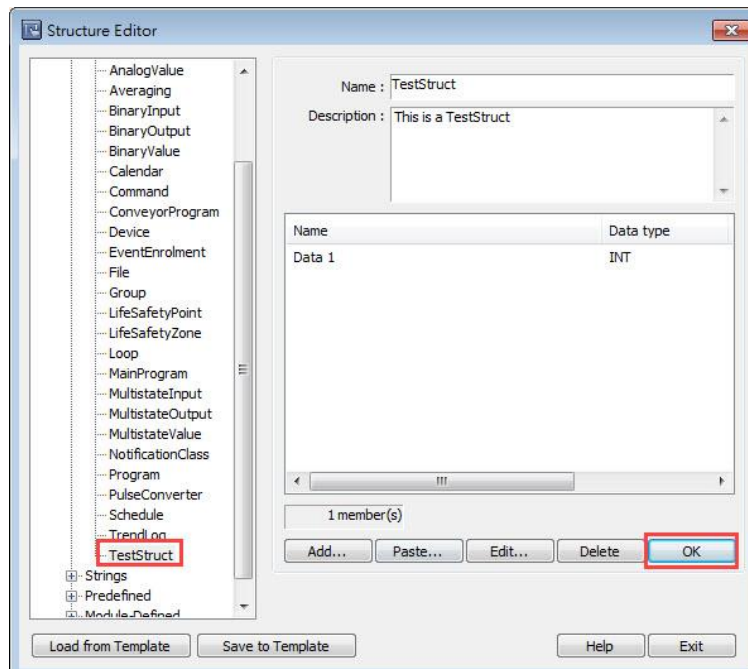 Structure Editor
AnalogValue
Averaging
BinaryInput
BinaryOutput
BinaryValue
Calendar
Command
ConveyorProgram
Device
EventEnrolment
File
Group
LifeSafetyPoint
LifeSafetyZone
Loop
MainProgram
MultistateInput
MultistateOutput
MultistateValue
NotificationClass
Program
PulseConverter
Schedule
TrendLog
TestStruct
Strings
Predefined
Module-Defined
Name : TestStruct
Description : This is a TestStruct
Name Data type
Data 1 INT
1 member(s)
Add... Paste... Edit... Delete OK
Load from Template Save to Template Help Exit